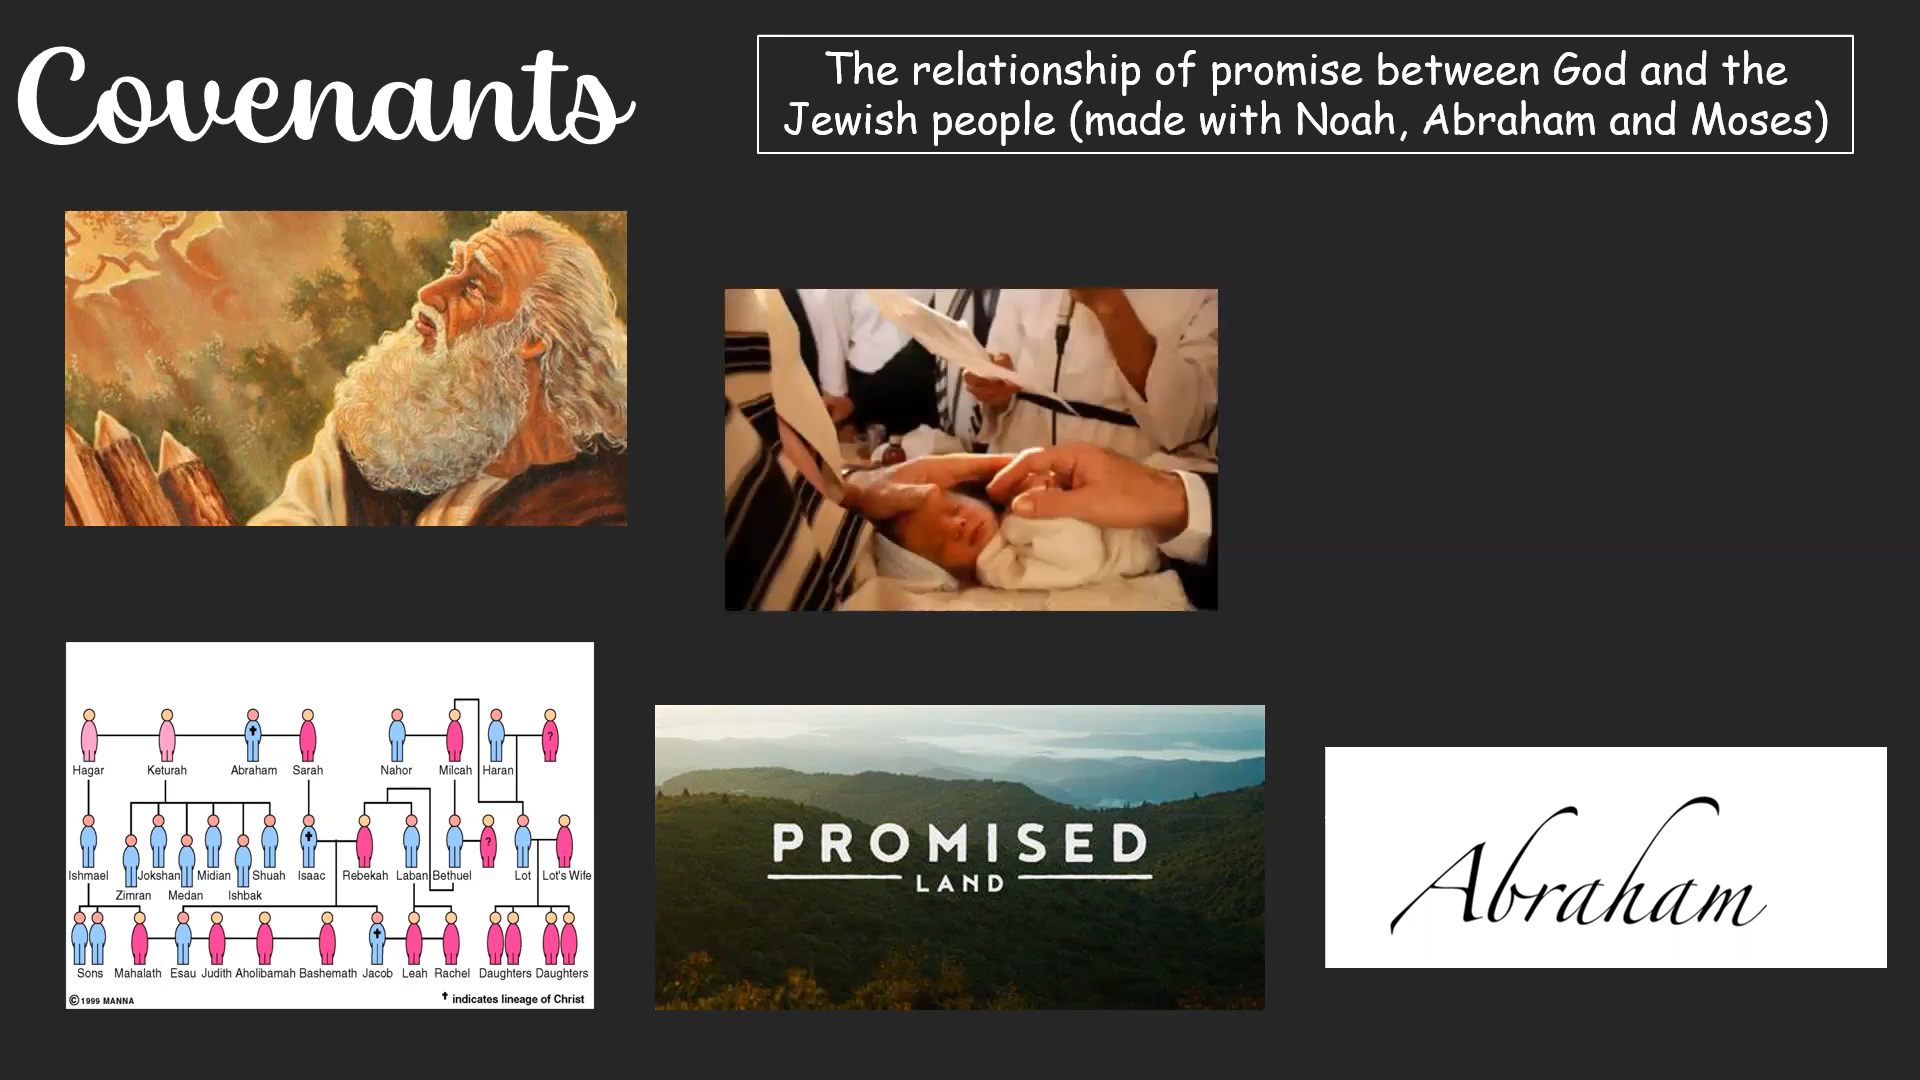 Covenants
The relationship of promise between God and the
Jewish people (made with Noah, Abraham and Moses)
Hagar Keturah Abraham Sarah Nahor Milcah Haran ?
?
Ishmael Jokshan Midian Shuah Isaac Rebekah Laban Bethuel Lot Lot's Wife
Zimran Medan Ishbak
Sons Mahalath Esau Judith Aholibamah Bashemath Jacob Leah Rachel Daughters Daughters
© 1999 MANNA ✝ indicates lineage of Christ
PROMISED
LAND
Abraham